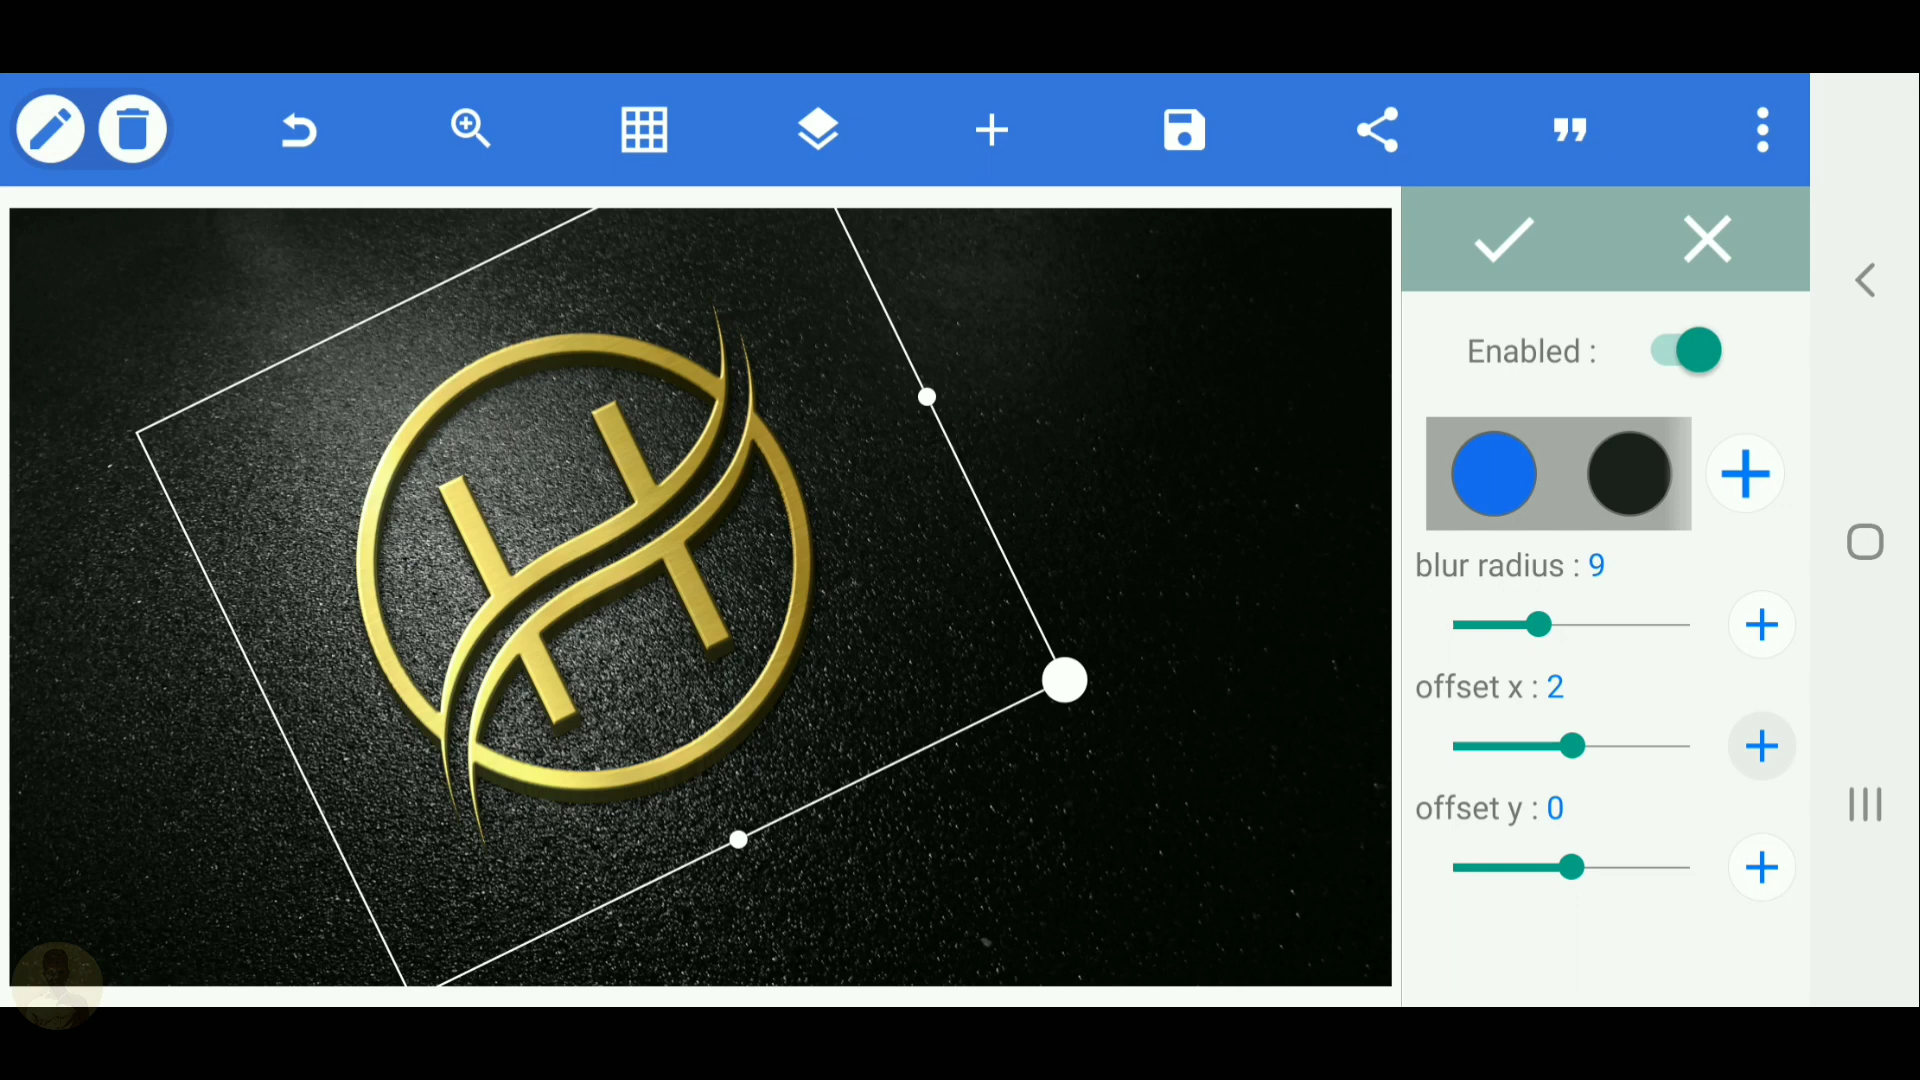 Enabled :
blur radius : 9
offset x : 2
offset y : 0
H